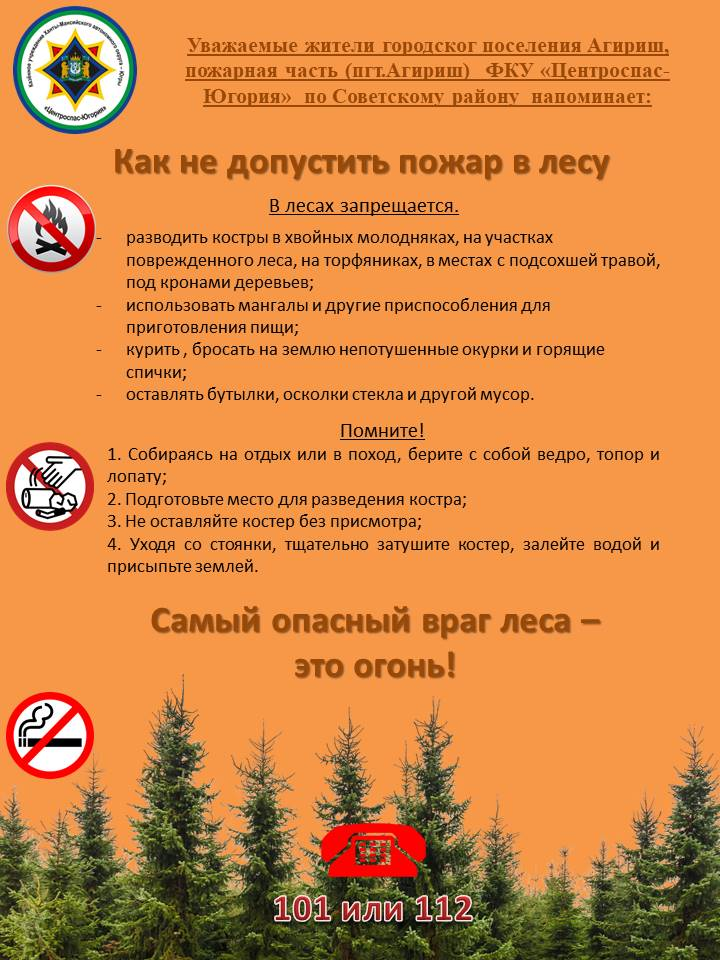 Казённое учреждение Ханты-Мансийского автономного округа - Югры
«Центроспас-Югория»
Уважаемые жители городског поселения Агириш,
пожарная часть (пгт.Агириш) ФКУ «Центроспас-
Югория» по Советскому району напоминает:
Как не допустить пожар в лесу
В лесах запрещается.
- разводить костры в хвойных молодняках, на участках
поврежденного леса, на торфяниках, в местах с подсохшей травой,
под кронами деревьев;
- использовать мангалы и другие приспособления для
приготовления пищи;
- курить , бросать на землю непотушенные окурки и горящие
спички;
- оставлять бутылки, осколки стекла и другой мусор.
Помните!
1. Собираясь на отдых или в поход, берите с собой ведро, топор и
лопату;
2. Подготовьте место для разведения костра;
3. Не оставляйте костер без присмотра;
4. Уходя со стоянки, тщательно затушите костер, залейте водой и
присыпьте землей.
Самый опасный враг леса –
это огонь!
101 или 112